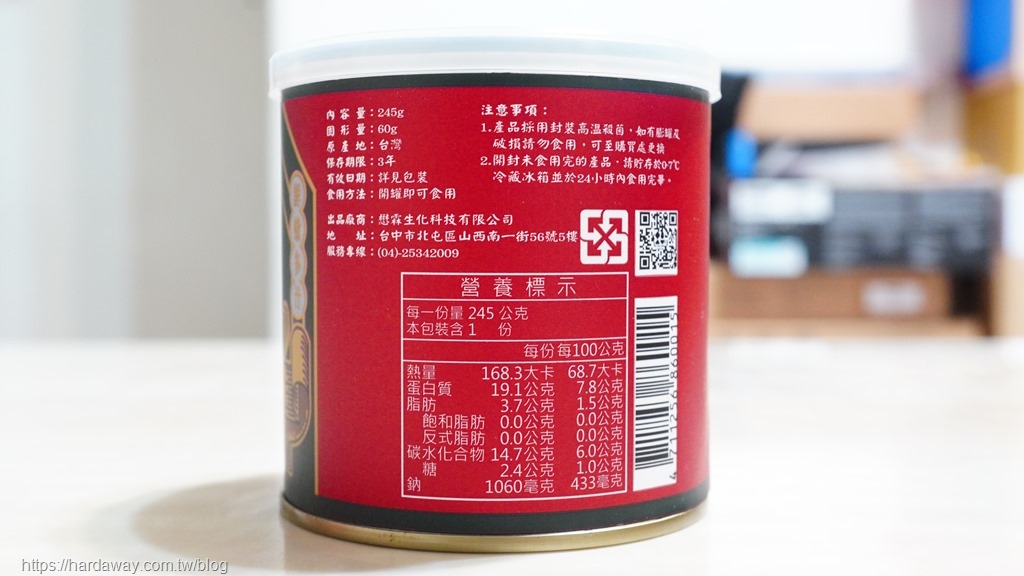 內容量：245g
固形量：60g
原產地：台灣
保存期限：3年
有效日期：詳見包裝
食用方法：開罐即可食用
出品廠商：懋霖生化科技有限公司
地　址：台中市北屯區山西南一街56號5樓
服務專線：(04)-25342009
注意事項：
1.產品採用封裝高溫殺菌，如有膨罐及
破損請勿食用，可至購買處更換
2.開封未食用完的產品，請貯存於0-7℃
冷藏冰箱並於24小時內食用完畢。
營養標示
每一份量 245 公克
本包裝含 1 份
每份 每100公克
熱量 168.3大卡 68.7大卡
蛋白質 19.1公克 7.8公克
脂肪 3.7公克 1.5公克
飽和脂肪 0.0公克 0.0公克
反式脂肪 0.0公克 0.0公克
碳水化合物 14.7公克 6.0公克
糖 2.4公克 1.0公克
鈉 1060毫克 433毫克
4 711256 860015
https://hardaway.com.tw/blog